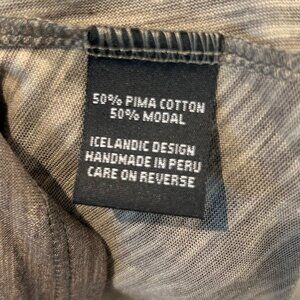 50% PIMA COTTON
50% MODAL
ICELANDIC DESIGN
HANDMADE IN PERU
CARE ON REVERSE